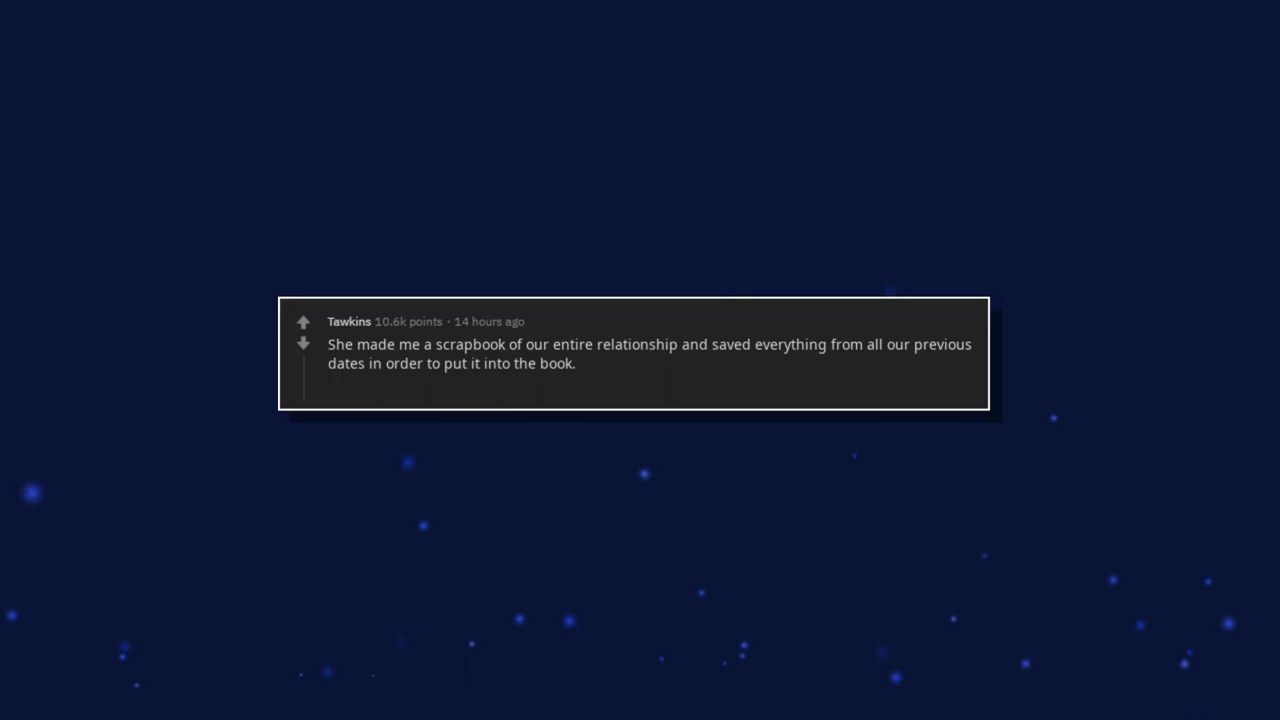 Tawkins 10.6k points · 14 hours ago
She made me a scrapbook of our entire relationship and saved everything from all our previous
dates in order to put it into the book.